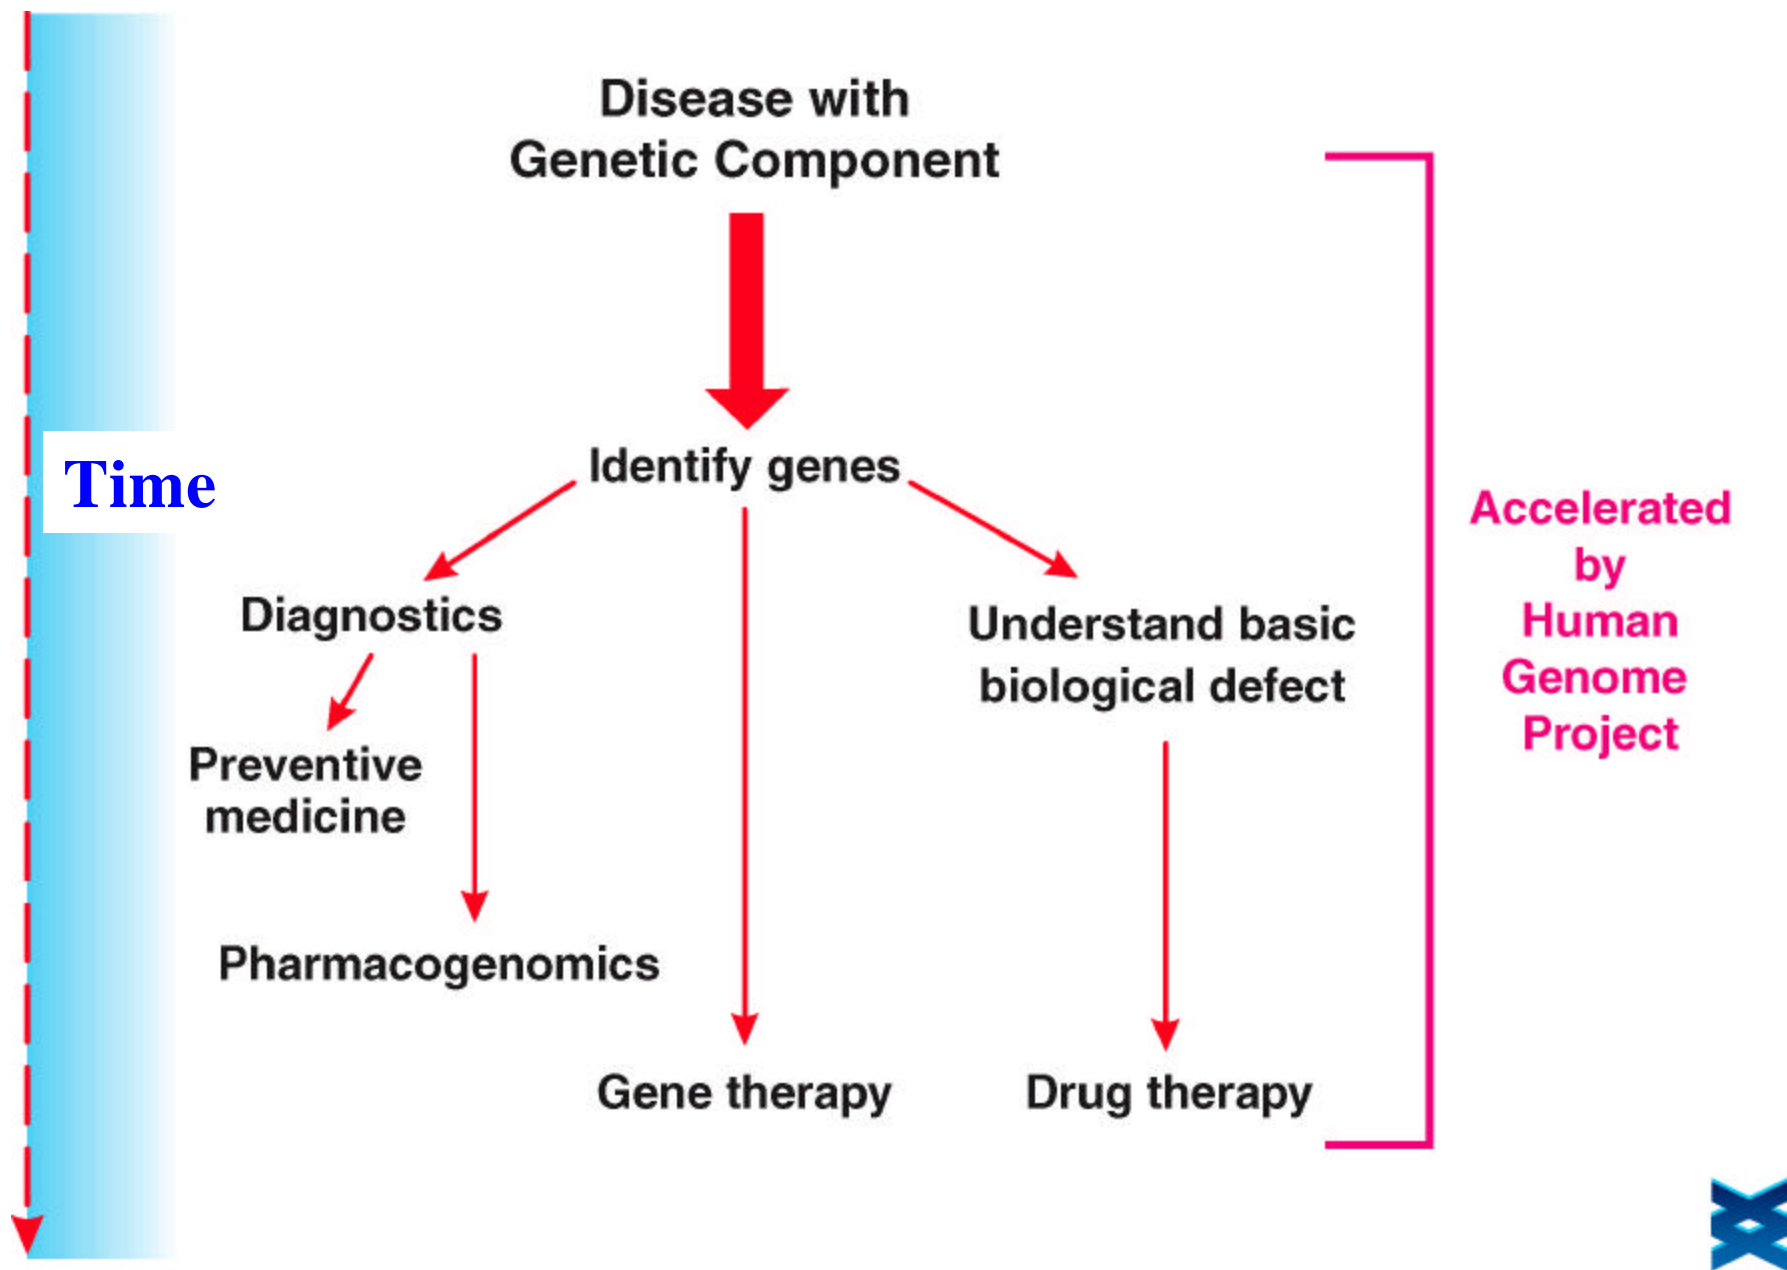 Disease with
Genetic Component
Identify genes
Time
Diagnostics
Understand basic
biological defect
Preventive
medicine
Pharmacogenomics
Gene therapy
Drug therapy
Accelerated
by
Human
Genome
Project